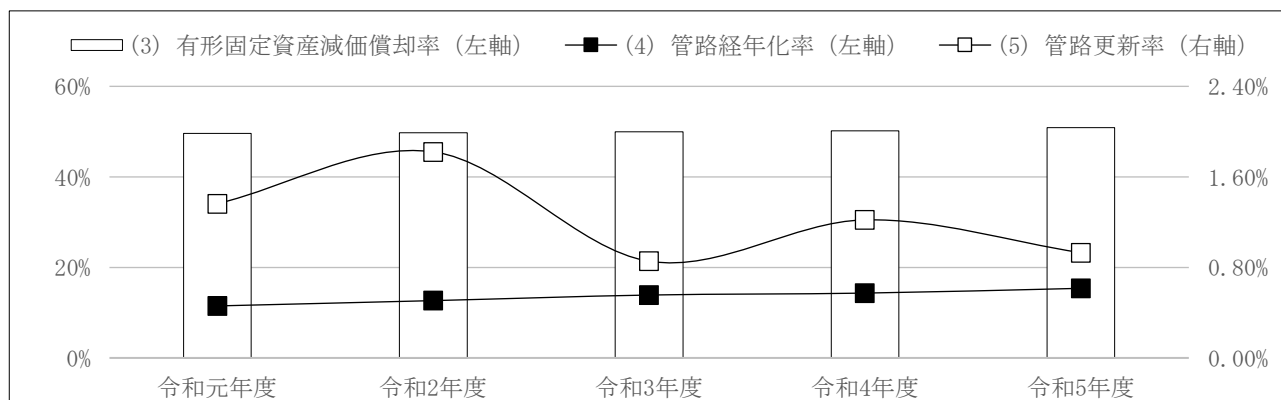 (3) 有形固定資産減価償却率（左軸） (4) 管路経年化率（左軸） (5) 管路更新率（右軸）
60% 2.40%
40% 1.60%
20% 0.80%
0% 0.00%
令和元年度 令和2年度 令和3年度 令和4年度 令和5年度